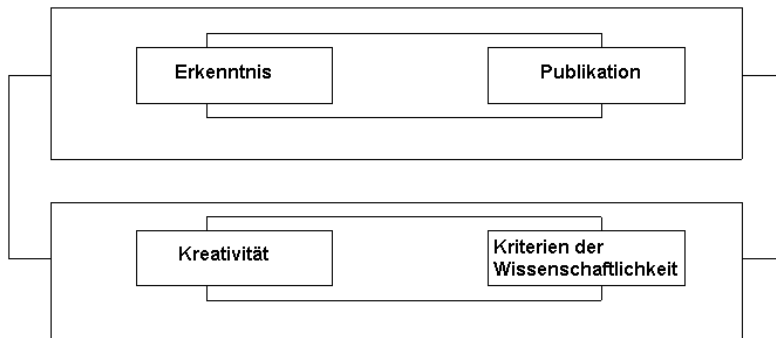 Erkenntnis
Publikation
Kreativität
Kriterien der
Wissenschaftlichkeit